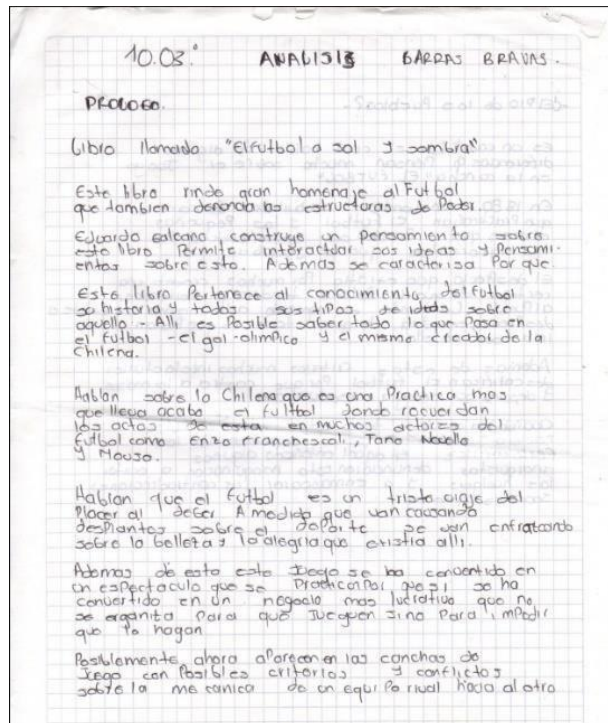 10.03. ANALISIS BARRAS BRAVAS.
PROLOGO.
Libro llamado "El futbol a sol y sombra"
Este libro rinde gran homenaje al Futbol
que tambien denoncia las estructuras de Poder.
Eduardo galeano, construye un pensamiento sobre
este libro Permite interactuar sus ideas y Pensami-
entos sobre esto. Además se caracterisa Por que
Este libro Pertenece al conocimiento del futbol
su historia y todos sus tipos de ideas sobre
aquello - Alli es Posible saber todo lo que Pasa en
el futbol - el gol - olimpico y el mismo creador de la
Chilena.
Hablan sobre la Chilena que es una Practica mas
que lleva acabo el fulltbol donde recuerdan
los actos de esta en muchos actores del
futbol como Enzo Franchescoli, Tano Novello
y Mouso.
Hablan que el Futbol es un triste viaje del
Placer al deber A medida que van causando
desplantes sobre el deporte se van enfrateando
sobre la belleza y la alegria que existia alli.
Ademas de esto este Juego se ha convertido en
un espectaculo que se Practican Por que si se ha
convertido en un negocio mas lucrativo que no
se organiza Para que Jueguen sino Para impedir
que lo hagan
Posiblemente ahora aparecen en las canchas de
Juego con Posibles criterios y conflictos
sobre la mecanica de un equipo rival hacia al otro